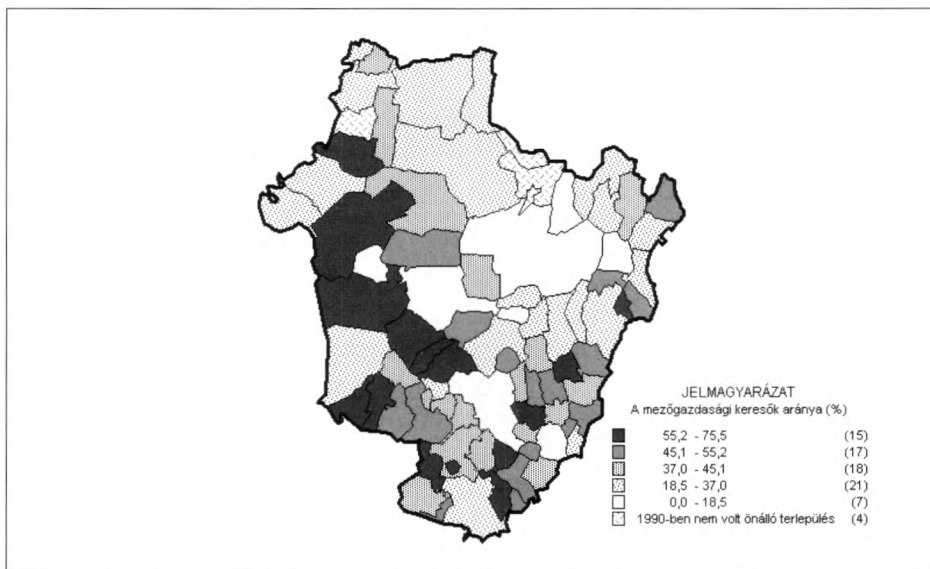 JELMAGYARÁZAT
A mezőgazdasági keresők aránya (%)
55,2 - 75,5 (15)
45,1 - 55,2 (17)
37,0 - 45,1 (18)
18,5 - 37,0 (21)
0,0 - 18,5 (7)
1990-ben nem volt önálló terlepülés (4)